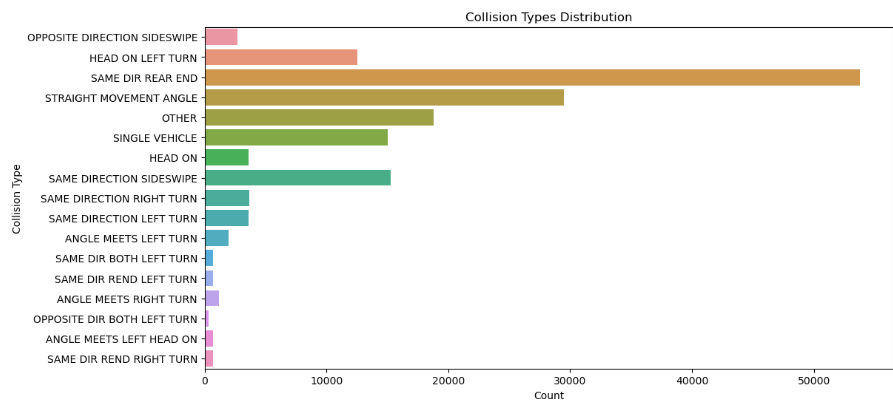 Collision Types Distribution
OPPOSITE DIRECTION SIDESWIPE
HEAD ON LEFT TURN
SAME DIR REAR END
STRAIGHT MOVEMENT ANGLE
OTHER
SINGLE VEHICLE
HEAD ON
SAME DIRECTION SIDESWIPE
SAME DIRECTION RIGHT TURN
SAME DIRECTION LEFT TURN
ANGLE MEETS LEFT TURN
SAME DIR BOTH LEFT TURN
SAME DIR REND LEFT TURN
ANGLE MEETS RIGHT TURN
OPPOSITE DIR BOTH LEFT TURN
ANGLE MEETS LEFT HEAD ON
SAME DIR REND RIGHT TURN
Collision Type
0 10000 20000 30000 40000 50000
Count